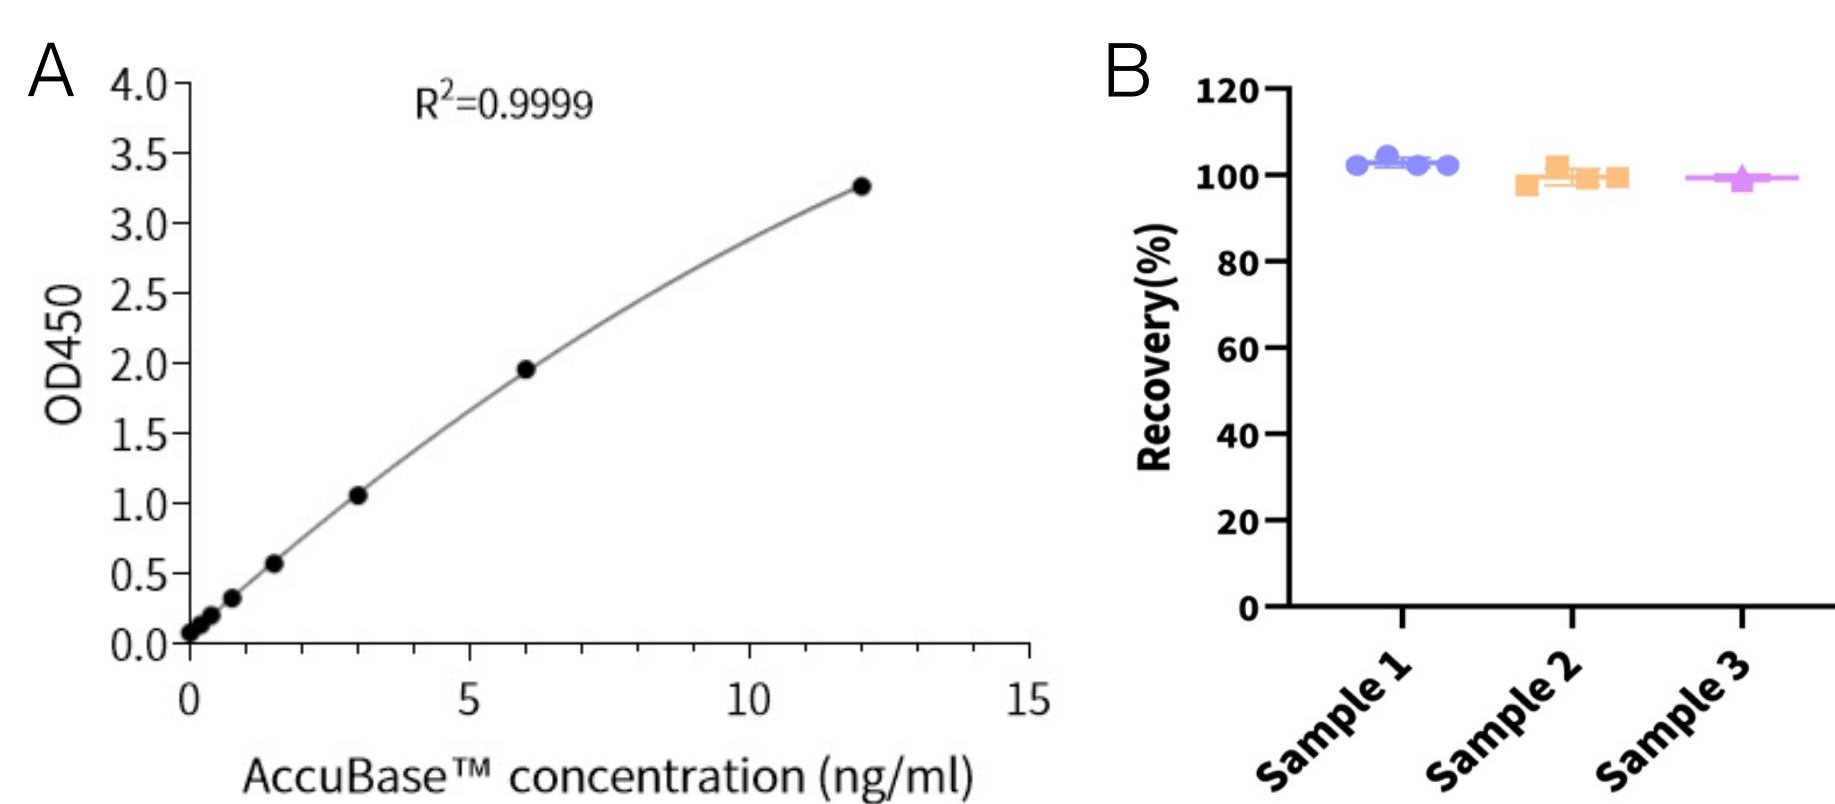 A
R²=0.9999
4.0
3.5
3.0
2.5
2.0
1.5
1.0
0.5
0.0
OD450
0 5 10 15
AccuBase™ concentration (ng/ml)
B
120
100
80
60
40
20
0
Recovery(%)
Sample 1
Sample 2
Sample 3